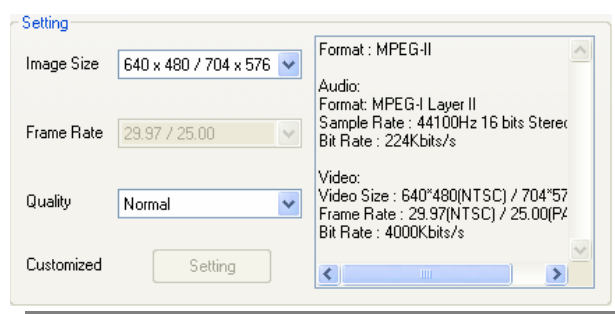 Setting
Image Size 640 x 480 / 704 x 576
Frame Rate 29.97 / 25.00
Quality Normal
Customized Setting
Format : MPEG-II
Audio:
Format: MPEG-I Layer II
Sample Rate : 44100Hz 16 bits Stereo
Bit Rate : 224Kbits/s
Video:
Video Size : 640*480(NTSC) / 704*57
Frame Rate : 29.97(NTSC) / 25.00(PA
Bit Rate : 4000Kbits/s